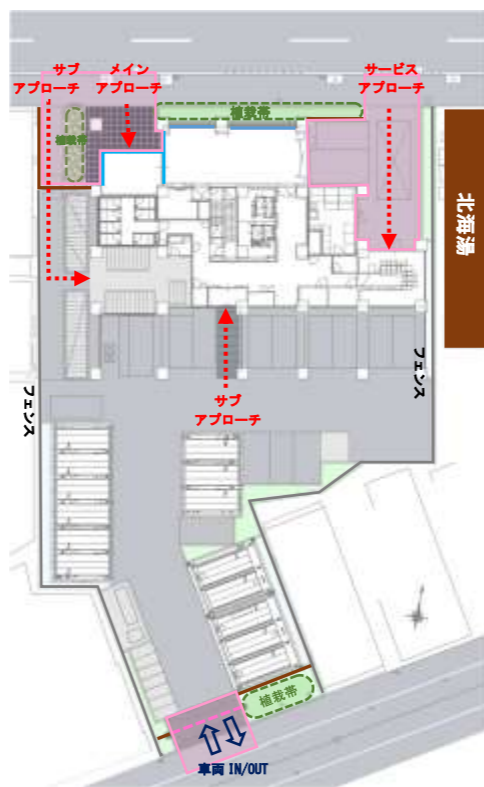 サブ
アプローチ
メイン
アプローチ
サービス
アプローチ
植栽帯
植栽帯
北海湯
サブ
アプローチ
フェンス
フェンス
植栽帯
車両 IN/OUT